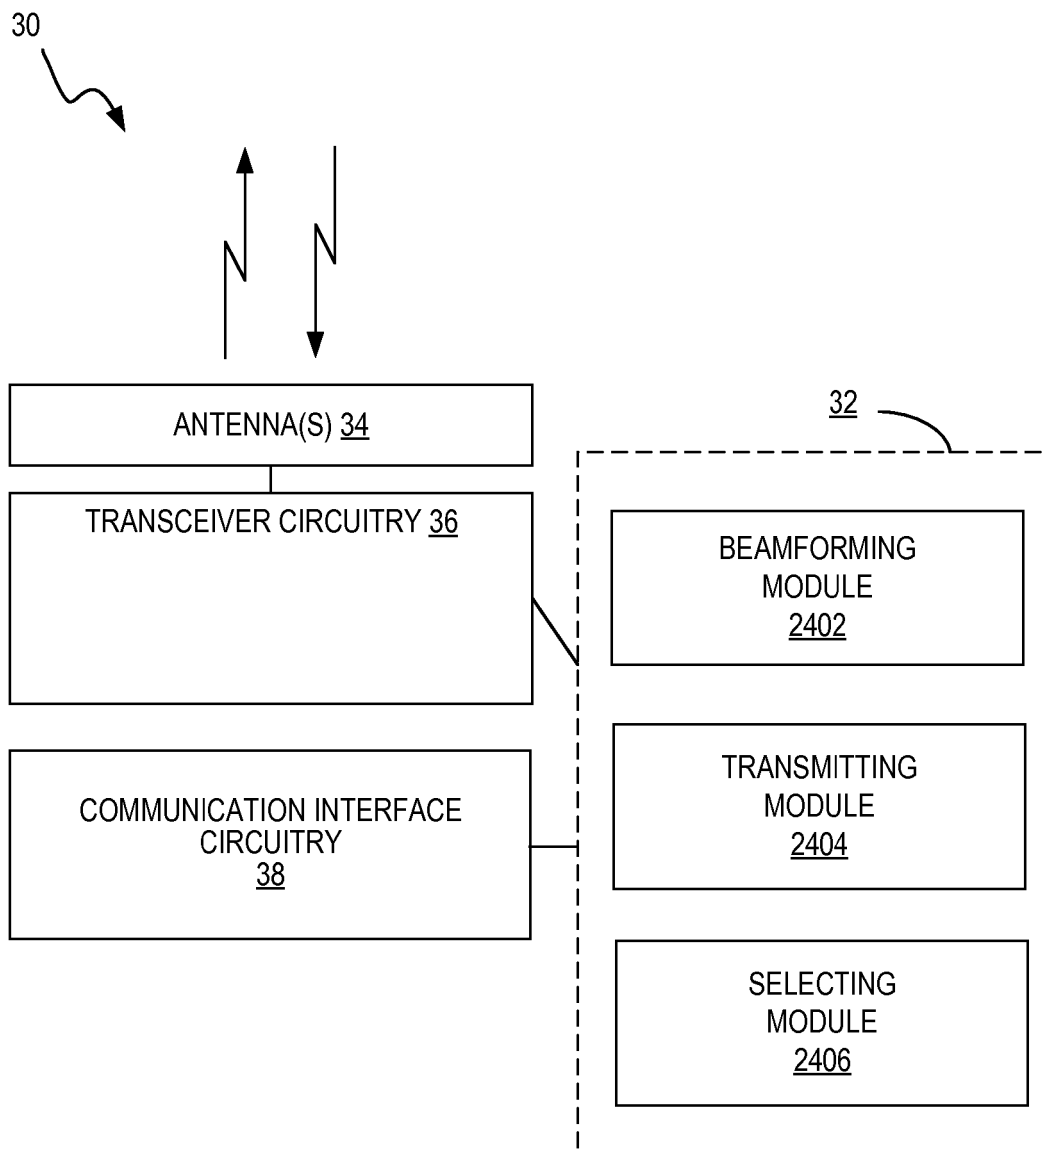 30
ANTENNA(S) 34
32
TRANSCEIVER CIRCUITRY 36
BEAMFORMING
MODULE
2402
COMMUNICATION INTERFACE
CIRCUITRY
38
TRANSMITTING
MODULE
2404
SELECTING
MODULE
2406